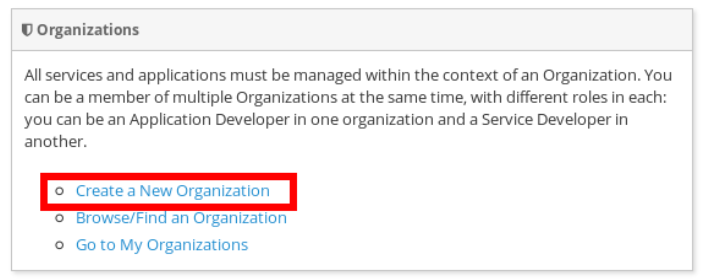 Organizations
All services and applications must be managed within the context of an Organization. You
can be a member of multiple Organizations at the same time, with different roles in each:
you can be an Application Developer in one organization and a Service Developer in
another.
Create a New Organization
Browse/Find an Organization
Go to My Organizations